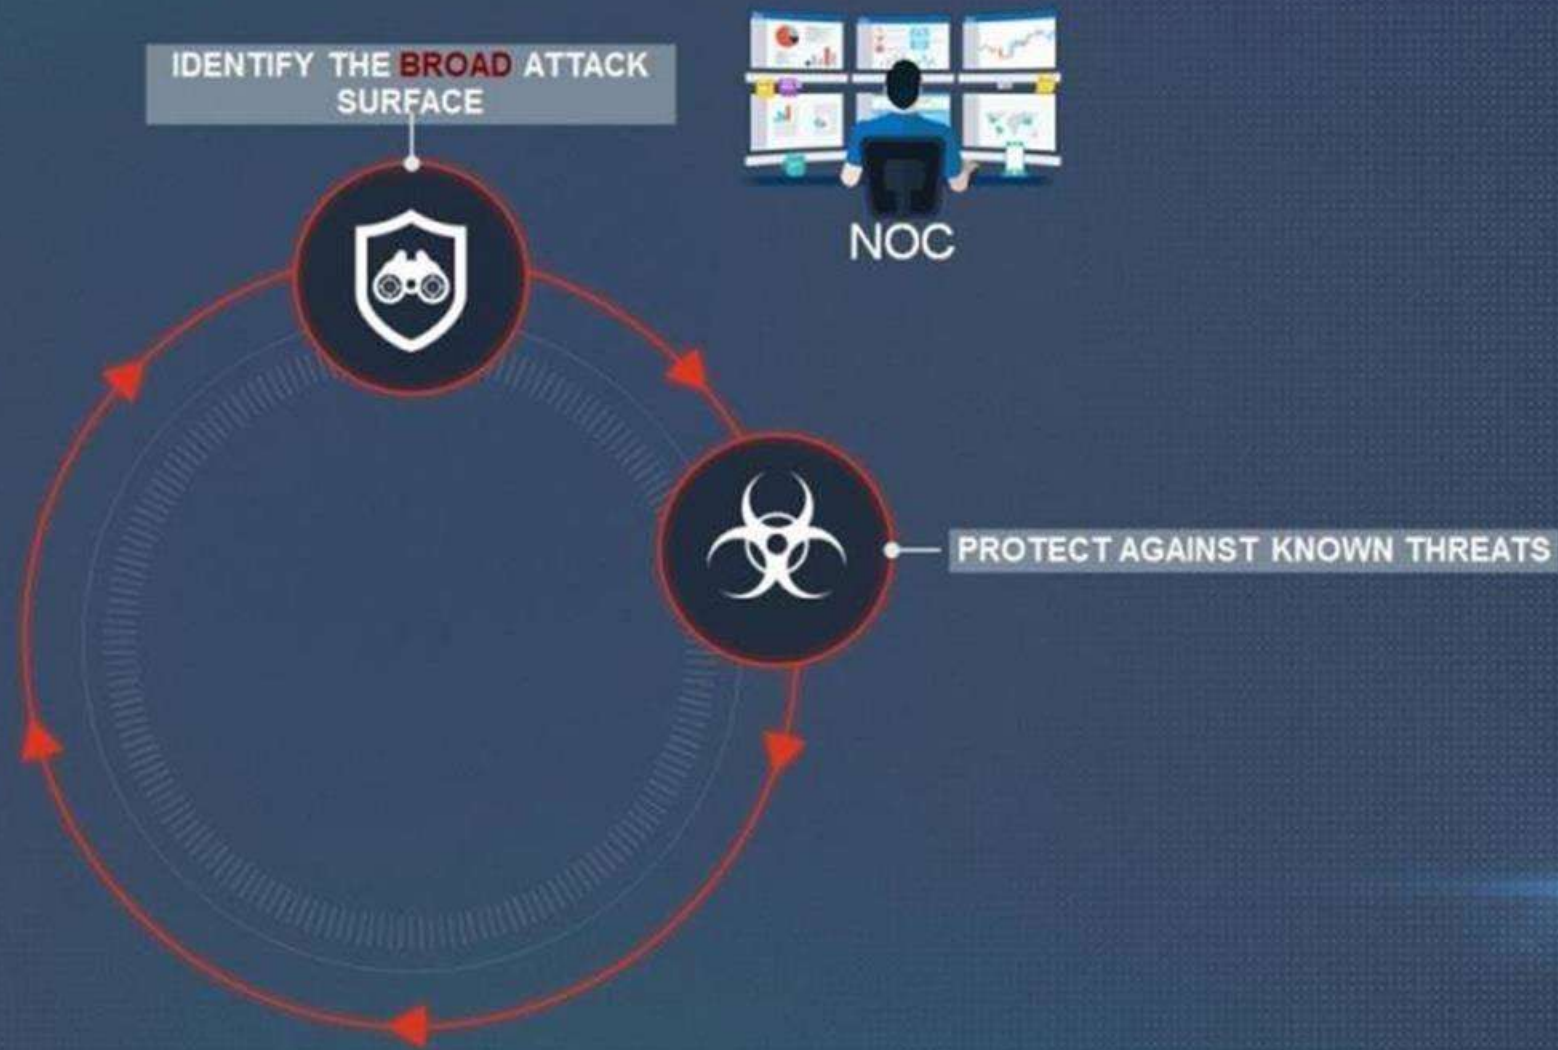 IDENTIFY THE BROAD ATTACK
SURFACE
NOC
PROTECT AGAINST KNOWN THREATS